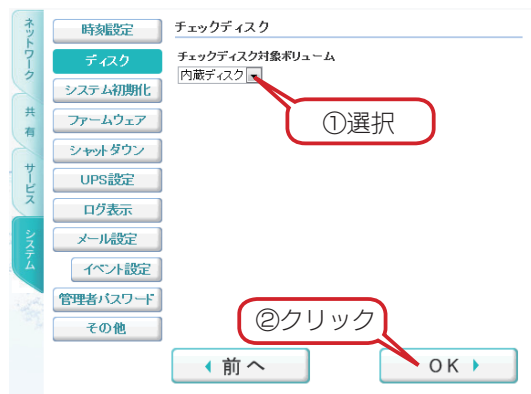 ネットワーク
共有
サービス
システム
時刻設定
ディスク
システム初期化
ファームウェア
シャットダウン
UPS設定
ログ表示
メール設定
イベント設定
管理者パスワード
その他
チェックディスク
チェックディスク対象ボリューム
内蔵ディスク
①選択
②クリック
前へ
OK